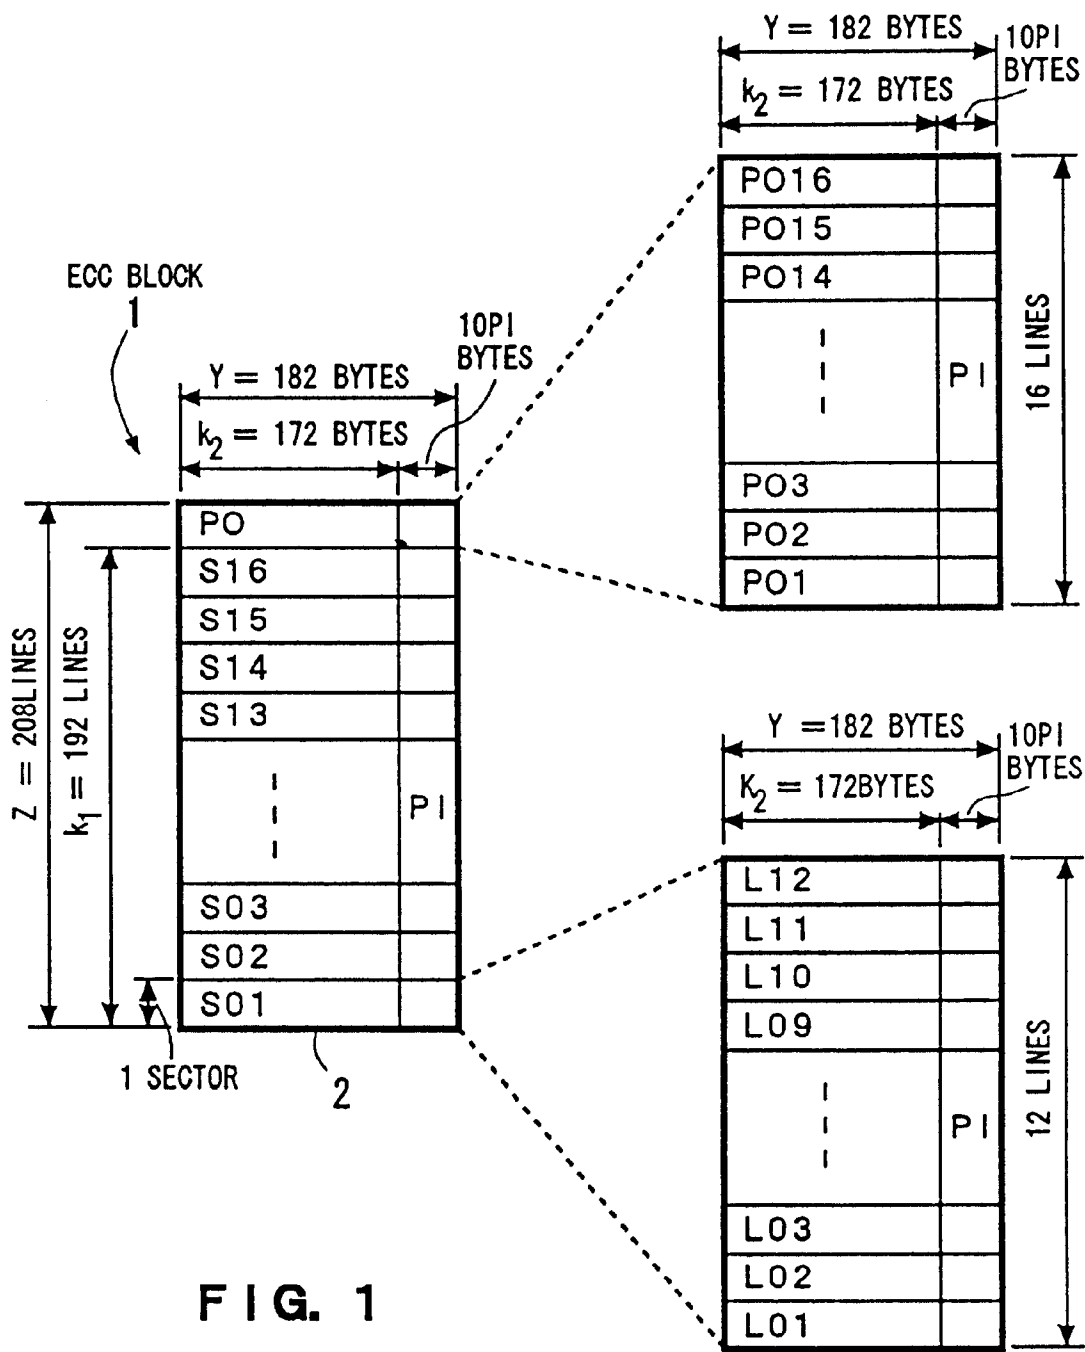 Y = 182 BYTES
10PI
BYTES
k2 = 172 BYTES
PO16
PO15
PO14
PI
PO3
PO2
PO1
16 LINES
ECC BLOCK
1
10PI
BYTES
Y = 182 BYTES
k2 = 172 BYTES
PO
S16
S15
S14
S13
PI
S03
S02
S01
Z = 208LINES
k1 = 192 LINES
1 SECTOR
2
Y = 182 BYTES
10PI
BYTES
K2 = 172BYTES
L12
L11
L10
L09
PI
L03
L02
L01
12 LINES
FIG. 1